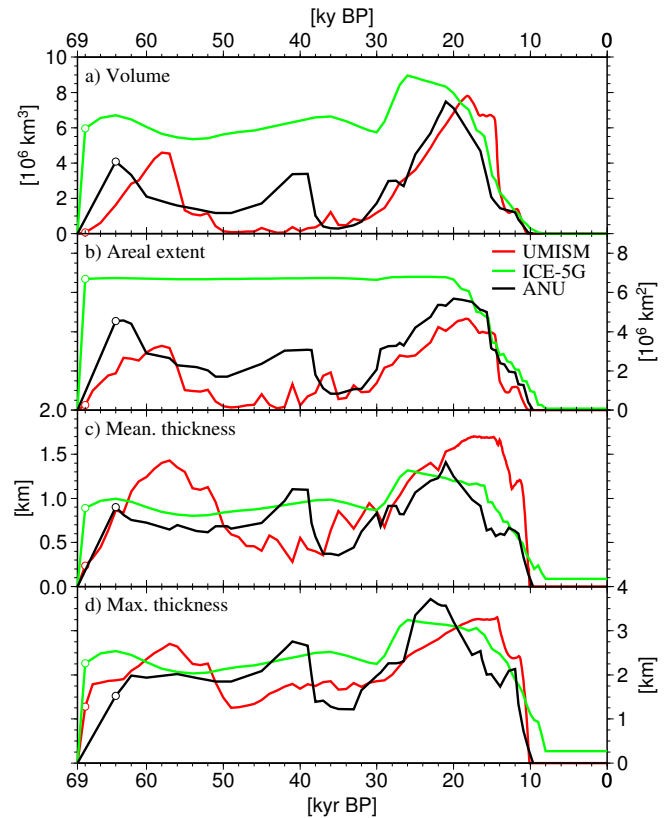 [ky BP]
69 60 50 40 30 20 10 0
a) Volume
10
8
6
4
2
0
[10⁶ km³]
b) Areal extent
UMISM
ICE-5G
ANU
8
6
4
2
0
[10⁶ km²]
c) Mean. thickness
2.0
1.5
1.0
0.5
0.0
[km]
d) Max. thickness
4
3
2
1
0
[km]
69 60 50 40 30 20 10 0
[kyr BP]